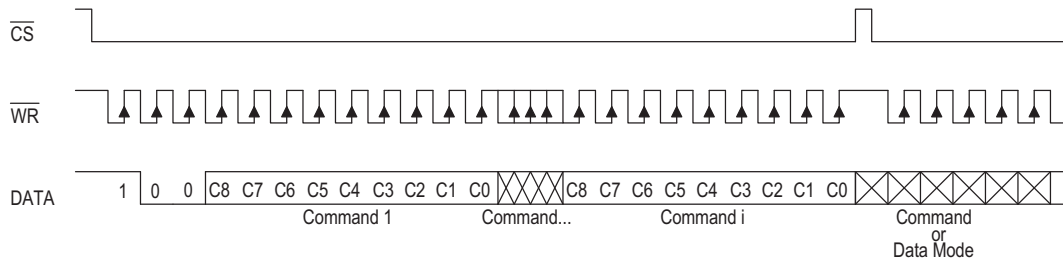 CS
WR
DATA 1 0 0 C8 C7 C6 C5 C4 C3 C2 C1 C0 C8 C7 C6 C5 C4 C3 C2 C1 C0
Command 1 Command... Command i Command
or
Data Mode